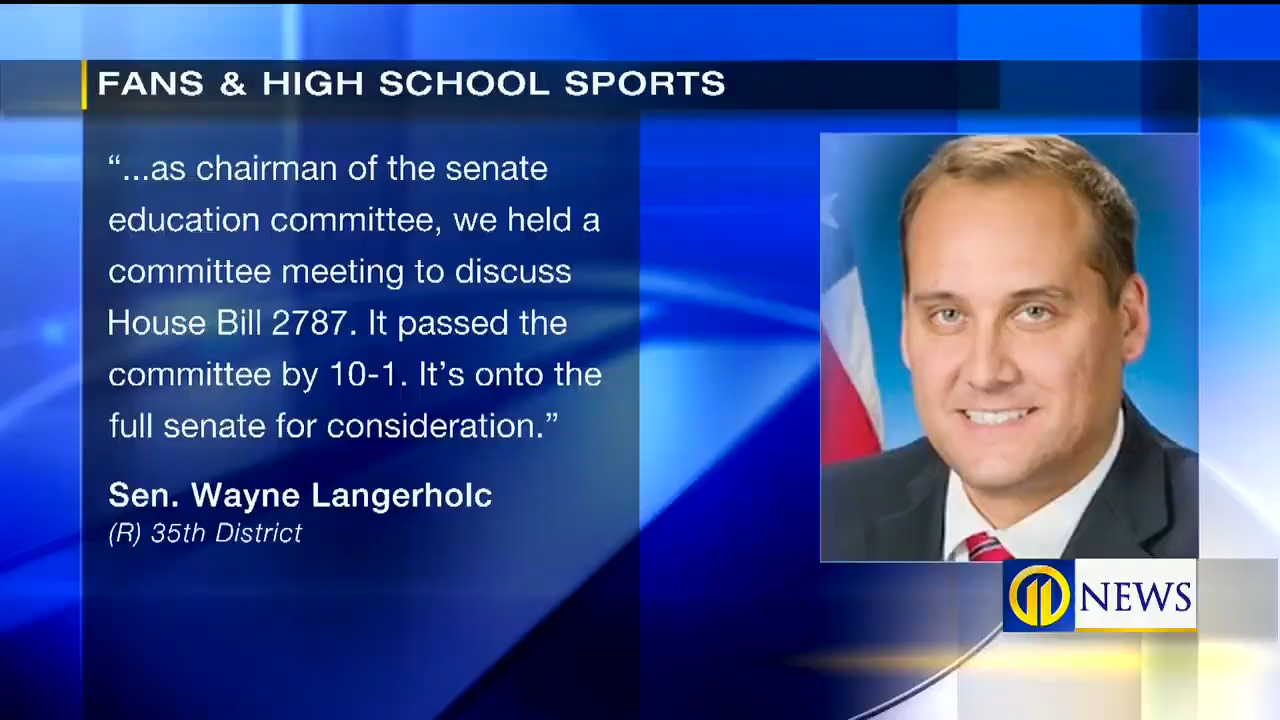 FANS & HIGH SCHOOL SPORTS
“...as chairman of the senate
education committee, we held a
committee meeting to discuss
House Bill 2787. It passed the
committee by 10-1. It’s onto the
full senate for consideration.”
Sen. Wayne Langerholc
(R) 35th District
11 NEWS